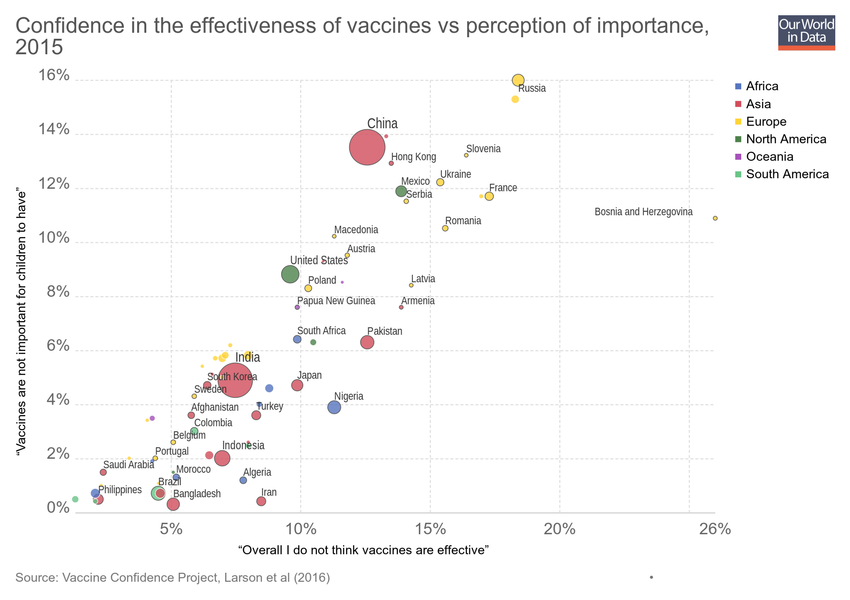 Confidence in the effectiveness of vaccines vs perception of importance,
2015
Our World
in Data
16%
14%
12%
10%
8%
6%
4%
2%
0%
"Vaccines are not important for children to have"
Russia
China
Hong Kong
Slovenia
Mexico
Ukraine
Serbia
France
Bosnia and Herzegovina
Romania
Macedonia
Austria
United States
Poland
Latvia
Papua New Guinea
Armenia
South Africa
Pakistan
India
South Korea
Japan
Sweden
Nigeria
Afghanistan
Turkey
Colombia
Belgium
Indonesia
Portugal
Saudi Arabia
Morocco
Algeria
Brazil
Philippines
Bangladesh
Iran
Africa
Asia
Europe
North America
Oceania
South America
5%
10%
15%
20%
26%
"Overall I do not think vaccines are effective"
Source: Vaccine Confidence Project, Larson et al (2016)